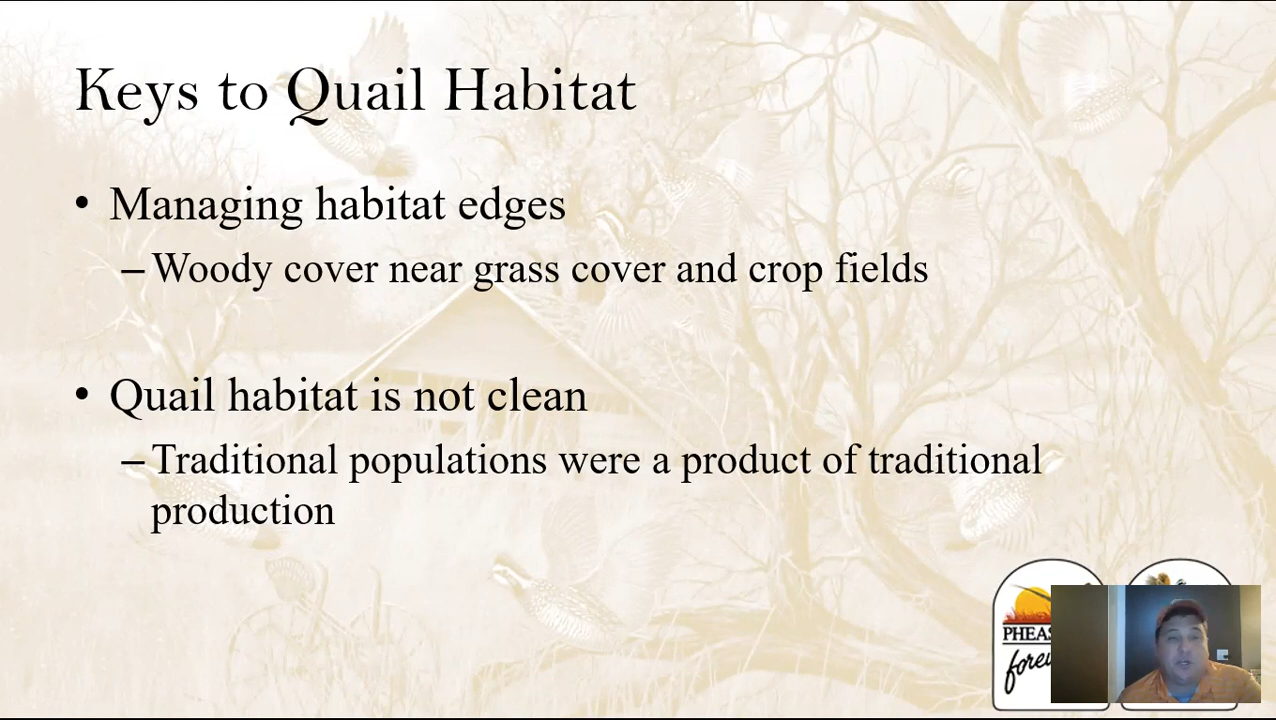 Keys to Quail Habitat
• Managing habitat edges
– Woody cover near grass cover and crop fields
• Quail habitat is not clean
– Traditional populations were a product of traditional
production